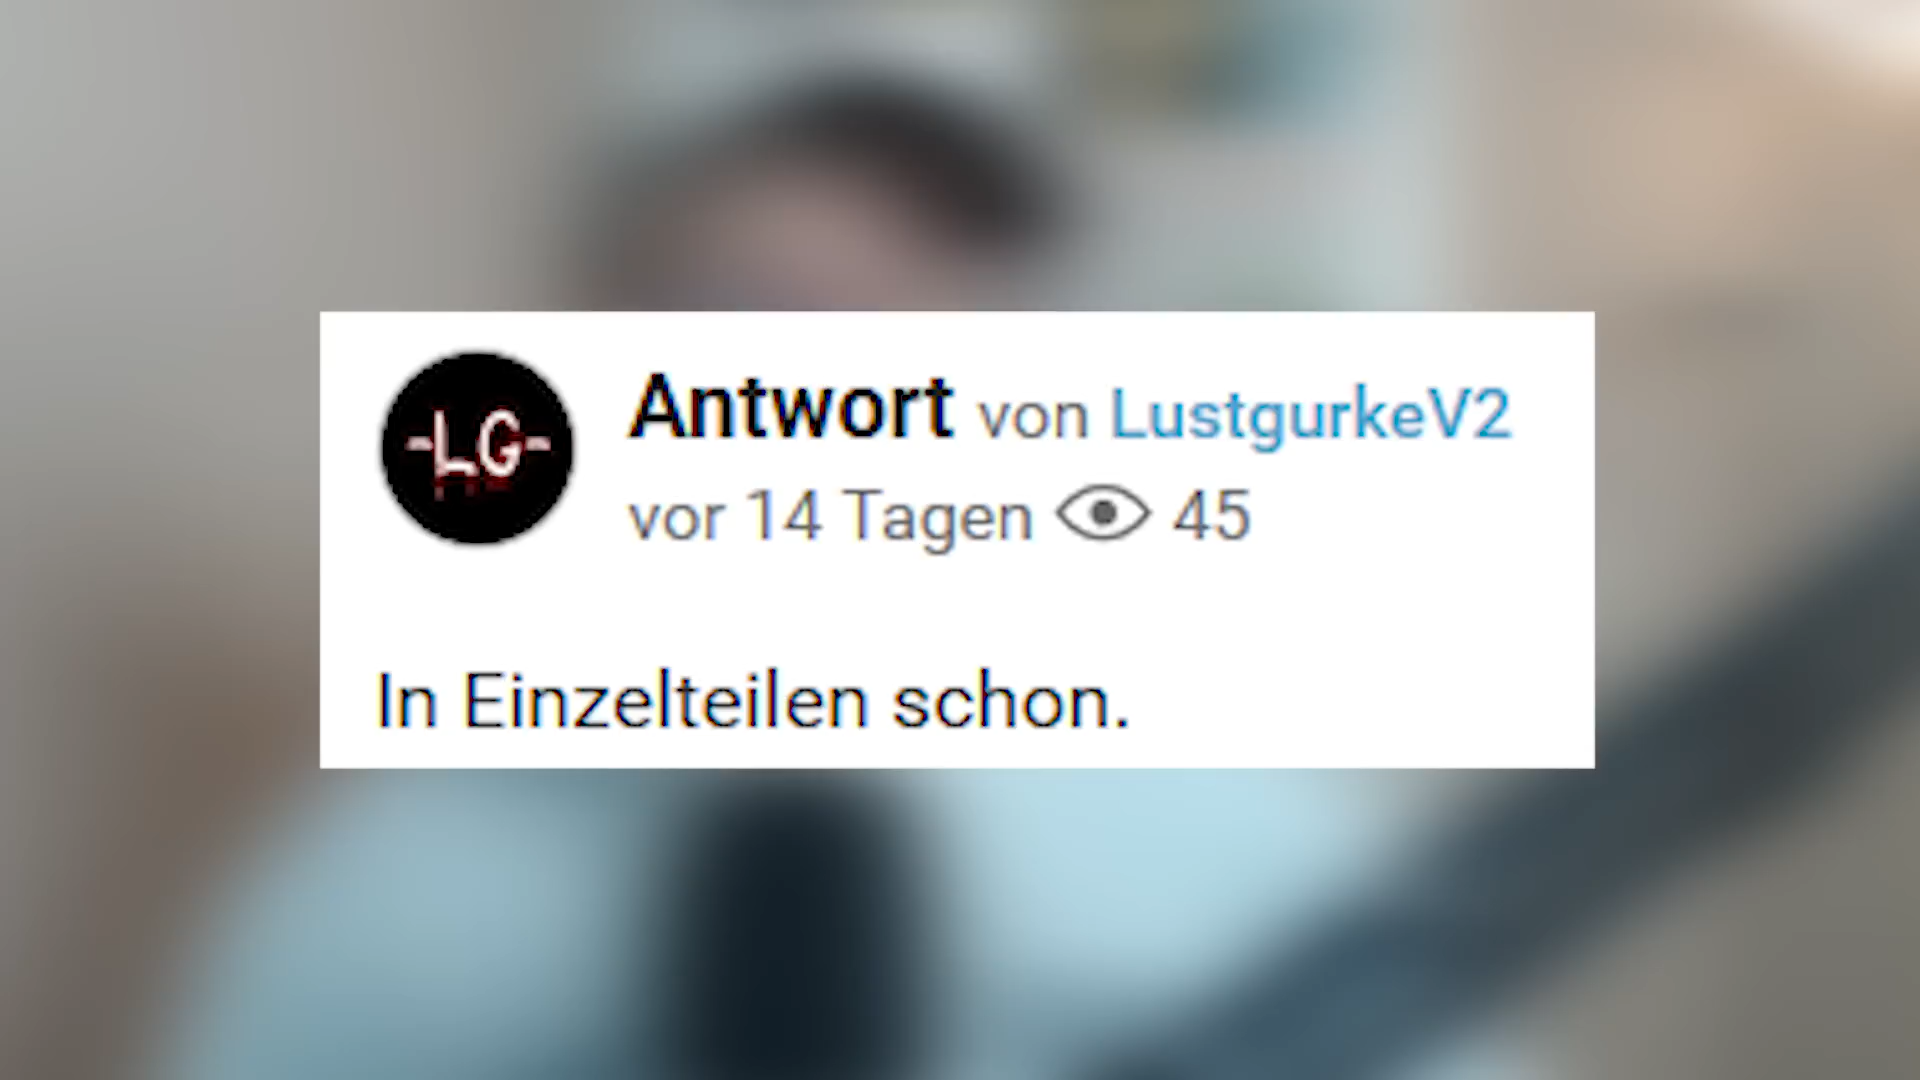 -LG-
Antwort von LustgurkeV2
vor 14 Tagen 45
In Einzelteilen schon.